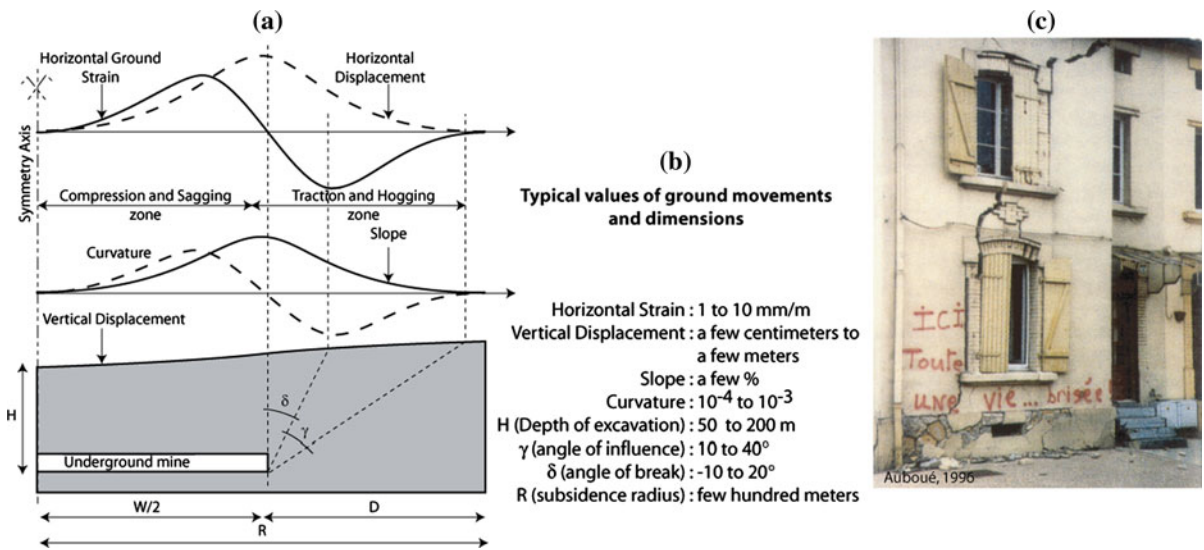 (a)
Horizontal Ground
Strain
Horizontal
Displacement
Symmetry Axis
Compression and Sagging
zone
Traction and Hogging
zone
Curvature
Slope
Vertical Displacement
H
δ
γ
Underground mine
W/2
D
R
(b)
Typical values of ground movements
and dimensions
Horizontal Strain : 1 to 10 mm/m
Vertical Displacement : a few centimeters to
a few meters
Slope : a few %
Curvature : 10⁻⁴ to 10⁻³
H (Depth of excavation) : 50 to 200 m
γ (angle of influence) : 10 to 40°
δ (angle of break) : -10 to 20°
R (subsidence radius) : few hundred meters
(c)
ICI
Toute
UNE VIE... brisée!
Auboué, 1996